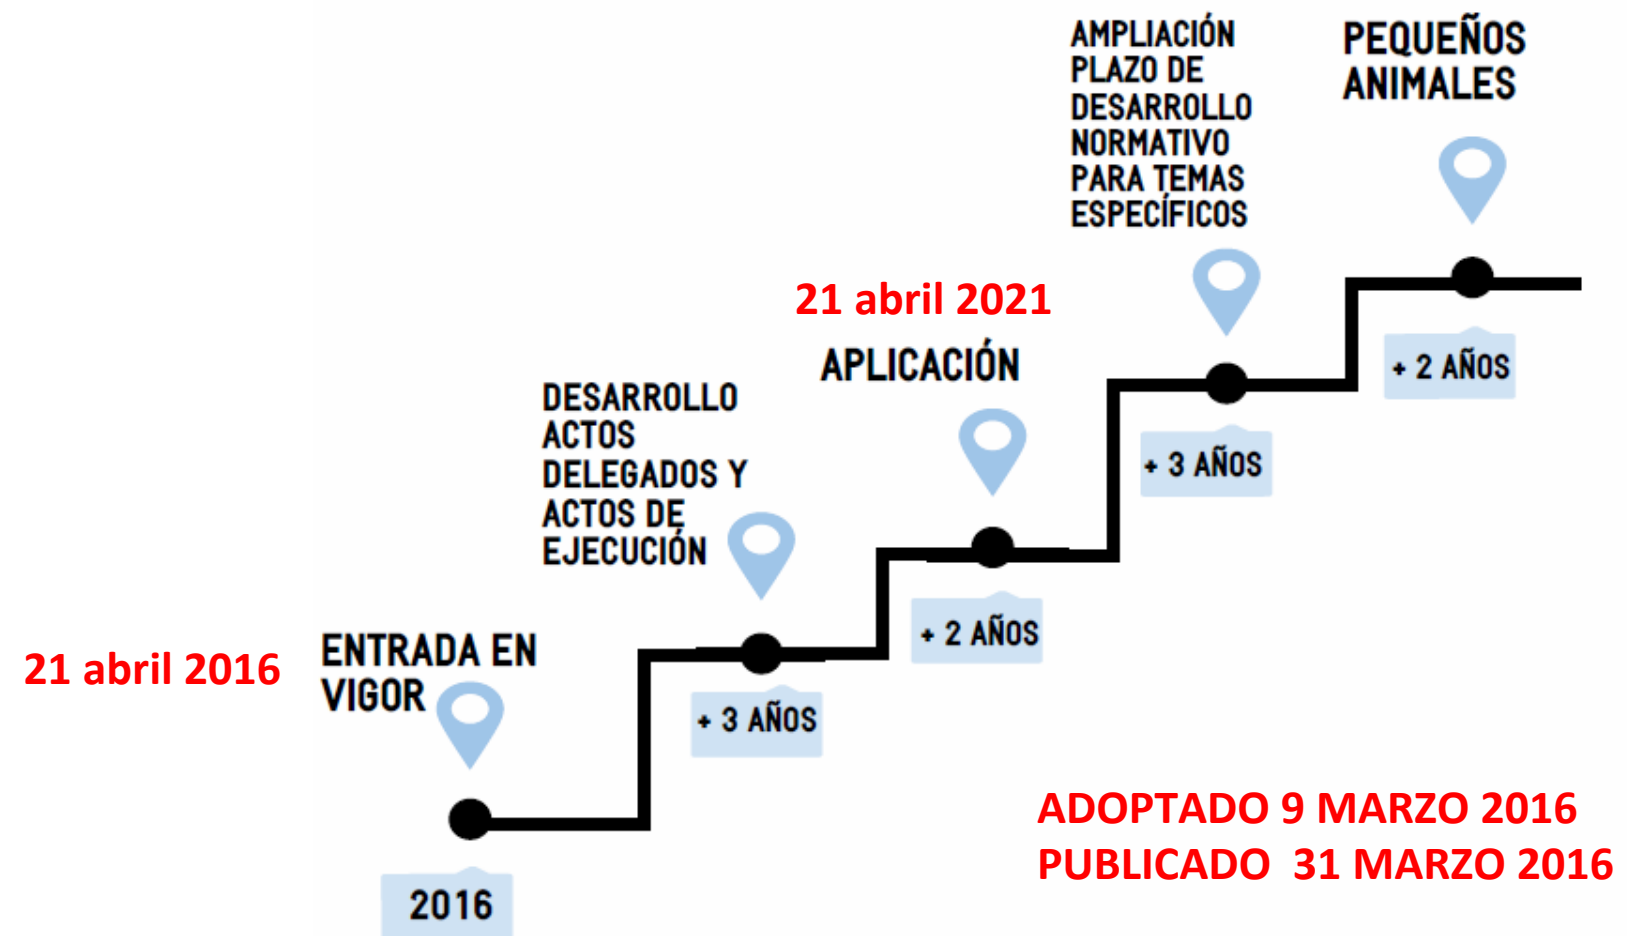 21 abril 2016
ENTRADA EN
VIGOR
2016
DESARROLLO
ACTOS
DELEGADOS Y
ACTOS DE
EJECUCIÓN
+ 3 AÑOS
21 abril 2021
APLICACIÓN
+ 2 AÑOS
AMPLIACIÓN
PLAZO DE
DESARROLLO
NORMATIVO
PARA TEMAS
ESPECÍFICOS
+ 3 AÑOS
PEQUEÑOS
ANIMALES
+ 2 AÑOS
ADOPTADO 9 MARZO 2016
PUBLICADO 31 MARZO 2016